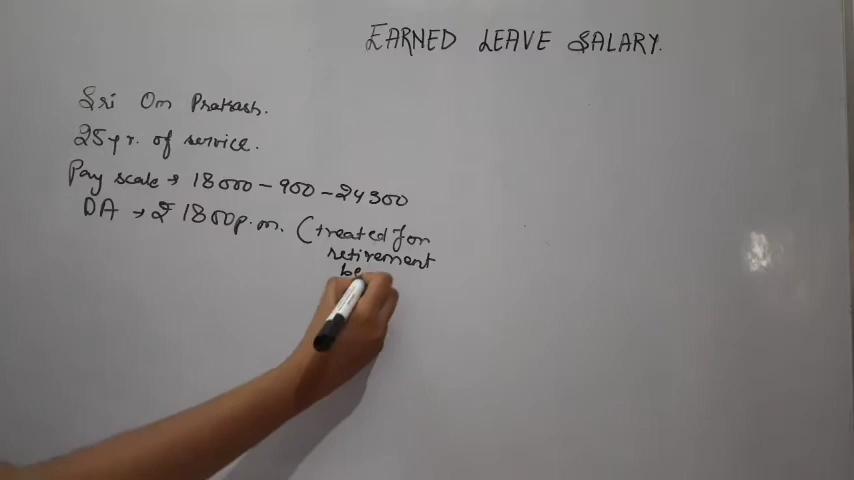 EARNED LEAVE SALARY.
Sri Om Prakash.
25 yr. of service.
Pay scale → 18000 - 900 - 24300
DA → ₹ 1800 p.m. (treated for
retirement
be